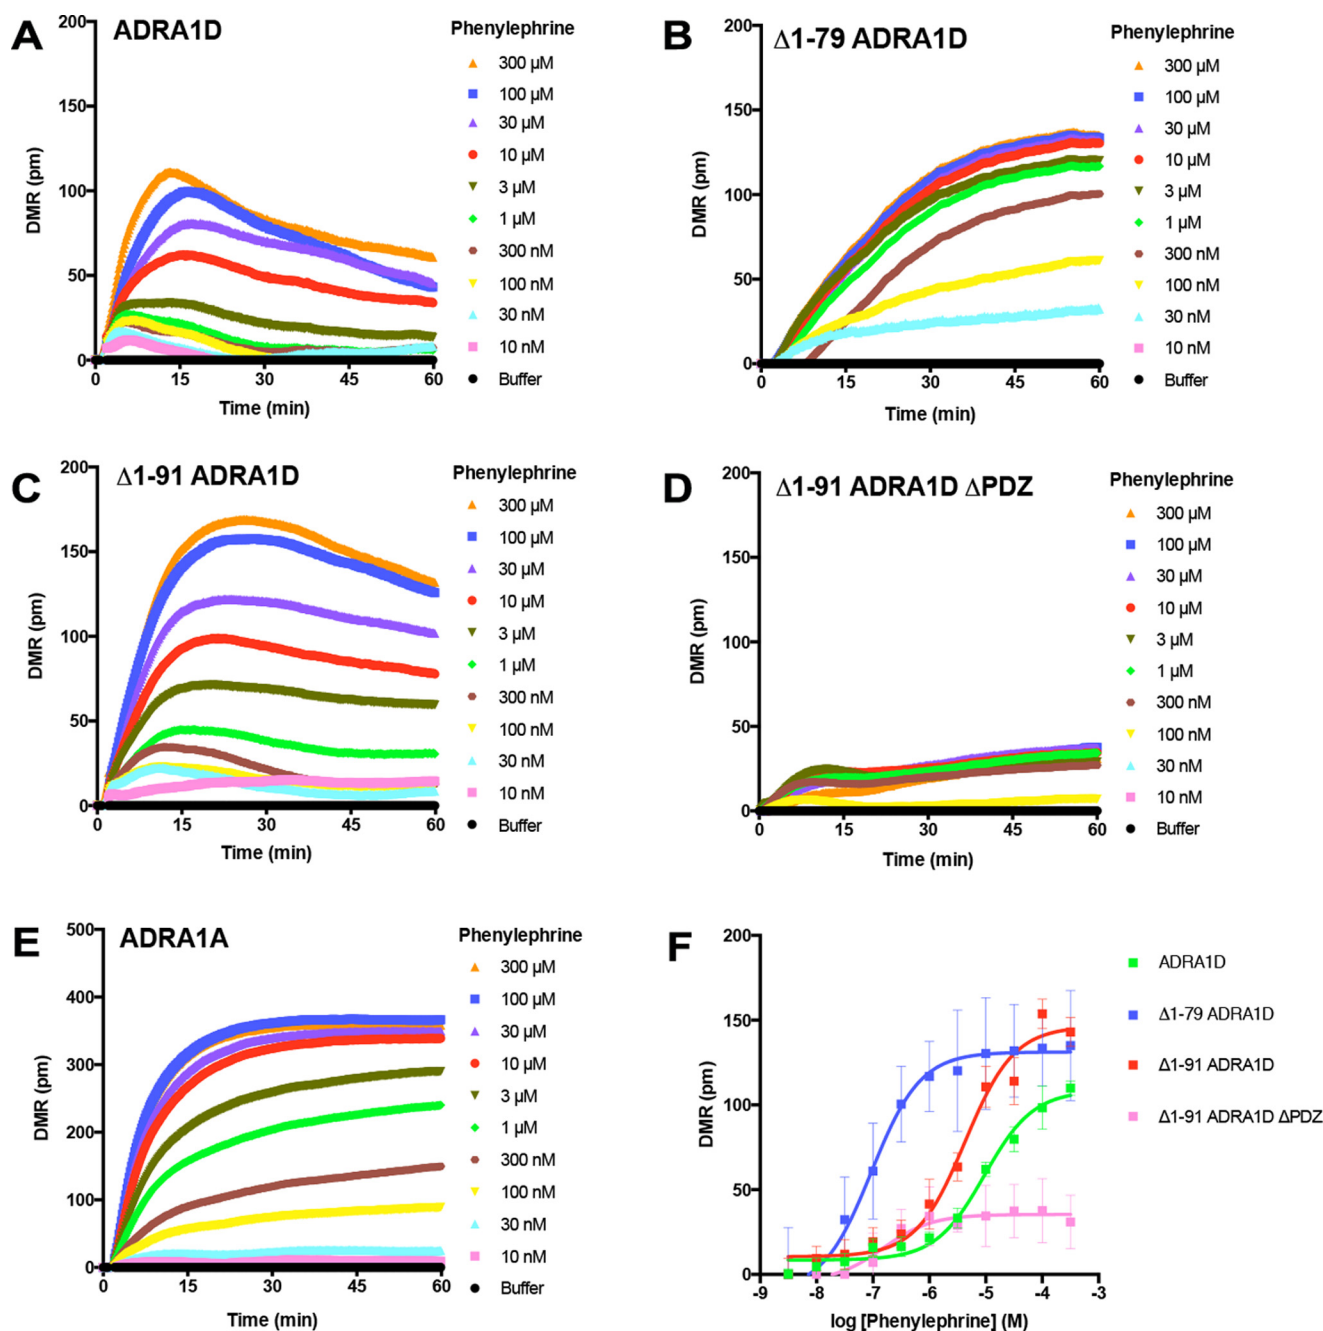 A
ADRA1D
200
150
100
50
0
DMR (pm)
0 15 30 45 60
Time (min)
Phenylephrine
300 µM
100 µM
30 µM
10 µM
3 µM
1 µM
300 nM
100 nM
30 nM
10 nM
Buffer
B
Δ1-79 ADRA1D
200
150
100
50
0
DMR (pm)
0 15 30 45 60
Time (min)
Phenylephrine
300 µM
100 µM
30 µM
10 µM
3 µM
1 µM
300 nM
100 nM
30 nM
10 nM
Buffer
C
Δ1-91 ADRA1D
200
150
100
50
0
DMR (pm)
0 15 30 45 60
Time (min)
Phenylephrine
300 µM
100 µM
30 µM
10 µM
3 µM
1 µM
300 nM
100 nM
30 nM
10 nM
Buffer
D
Δ1-91 ADRA1D ΔPDZ
200
150
100
50
0
DMR (pm)
0 15 30 45 60
Time (min)
Phenylephrine
300 µM
100 µM
30 µM
10 µM
3 µM
1 µM
300 nM
100 nM
30 nM
10 nM
Buffer
E
ADRA1A
500
400
300
200
100
0
DMR (pm)
0 15 30 45 60
Time (min)
Phenylephrine
300 µM
100 µM
30 µM
10 µM
3 µM
1 µM
300 nM
100 nM
30 nM
10 nM
Buffer
F
200
150
100
50
0
DMR (pm)
-9 -8 -7 -6 -5 -4 -3
log [Phenylephrine] (M)
ADRA1D
Δ1-79 ADRA1D
Δ1-91 ADRA1D
Δ1-91 ADRA1D ΔPDZ